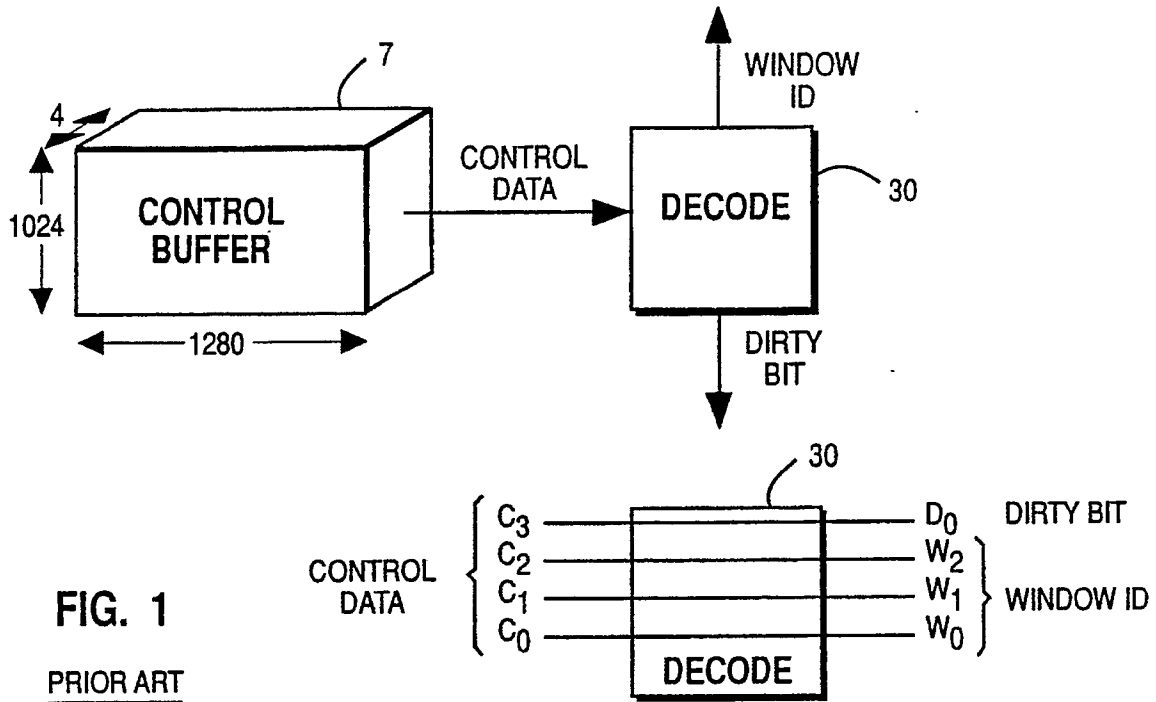 7
4
1024
CONTROL
BUFFER
1280
CONTROL
DATA
WINDOW
ID
DECODE
30
DIRTY
BIT
30
CONTROL
DATA
C3 D0 DIRTY BIT
C2 W2
C1 W1 WINDOW ID
C0 W0
DECODE
FIG. 1
PRIOR ART